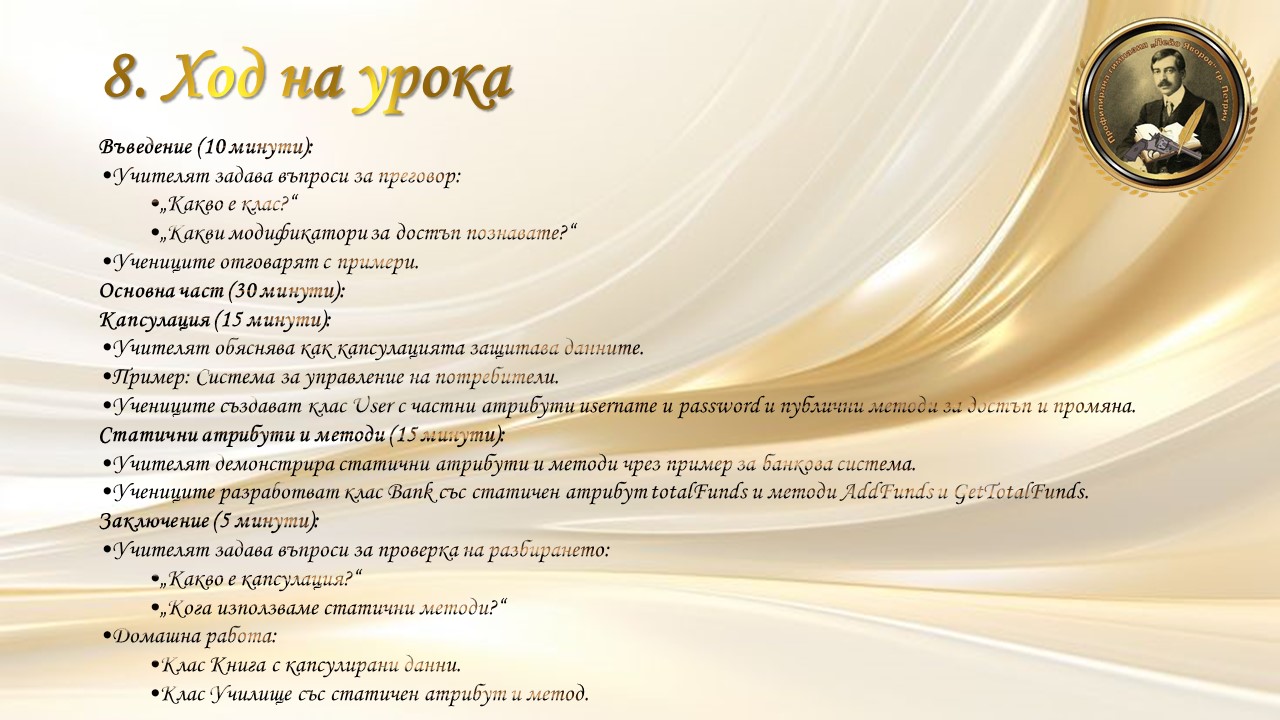 8. Ход на урока
Профилирана гимназия „Пейо Яворов“ гр. Петрич
Въведение (10 минути):
•Учителят задава въпроси за преговор:
•„Какво е клас?“
•„Какви модификатори за достъп познавате?“
•Учениците отговарят с примери.
Основна част (30 минути):
Капсулация (15 минути):
•Учителят обяснява как капсулацията защитава данните.
•Пример: Система за управление на потребители.
•Учениците създават клас User с частни атрибути username и password и публични методи за достъп и промяна.
Статични атрибути и методи (15 минути):
•Учителят демонстрира статични атрибути и методи чрез пример за банкова система.
•Учениците разработват клас Bank със статичен атрибут totalFunds и методи AddFunds и GetTotalFunds.
Заключение (5 минути):
•Учителят задава въпроси за проверка на разбирането:
•„Какво е капсулация?“
•„Кога използваме статични методи?“
•Домашна работа:
•Клас Книга с капсулирани данни.
•Клас Училище със статичен атрибут и метод.